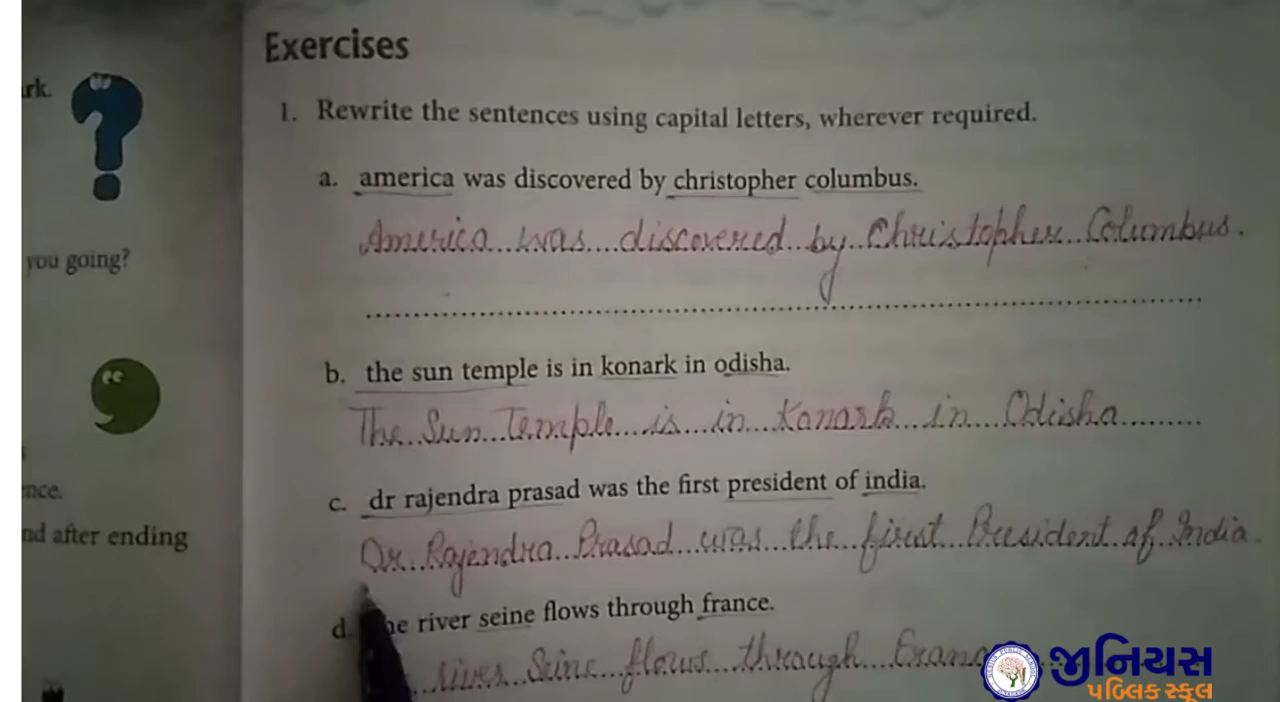 Exercises
rk.
1. Rewrite the sentences using capital letters, wherever required.
a. america was discovered by christopher columbus.
America was discovered by Christopher Columbus.
you going?
b. the sun temple is in konark in odisha.
The Sun Temple is in Konark in Odisha
nce.
c. dr rajendra prasad was the first president of india.
nd after ending
Dr. Rajendra Prasad was the first President of India.
d. he river seine flows through france.
river Seine flows through Franc
જીનિયસ
પબ્લિક સ્કૂલ